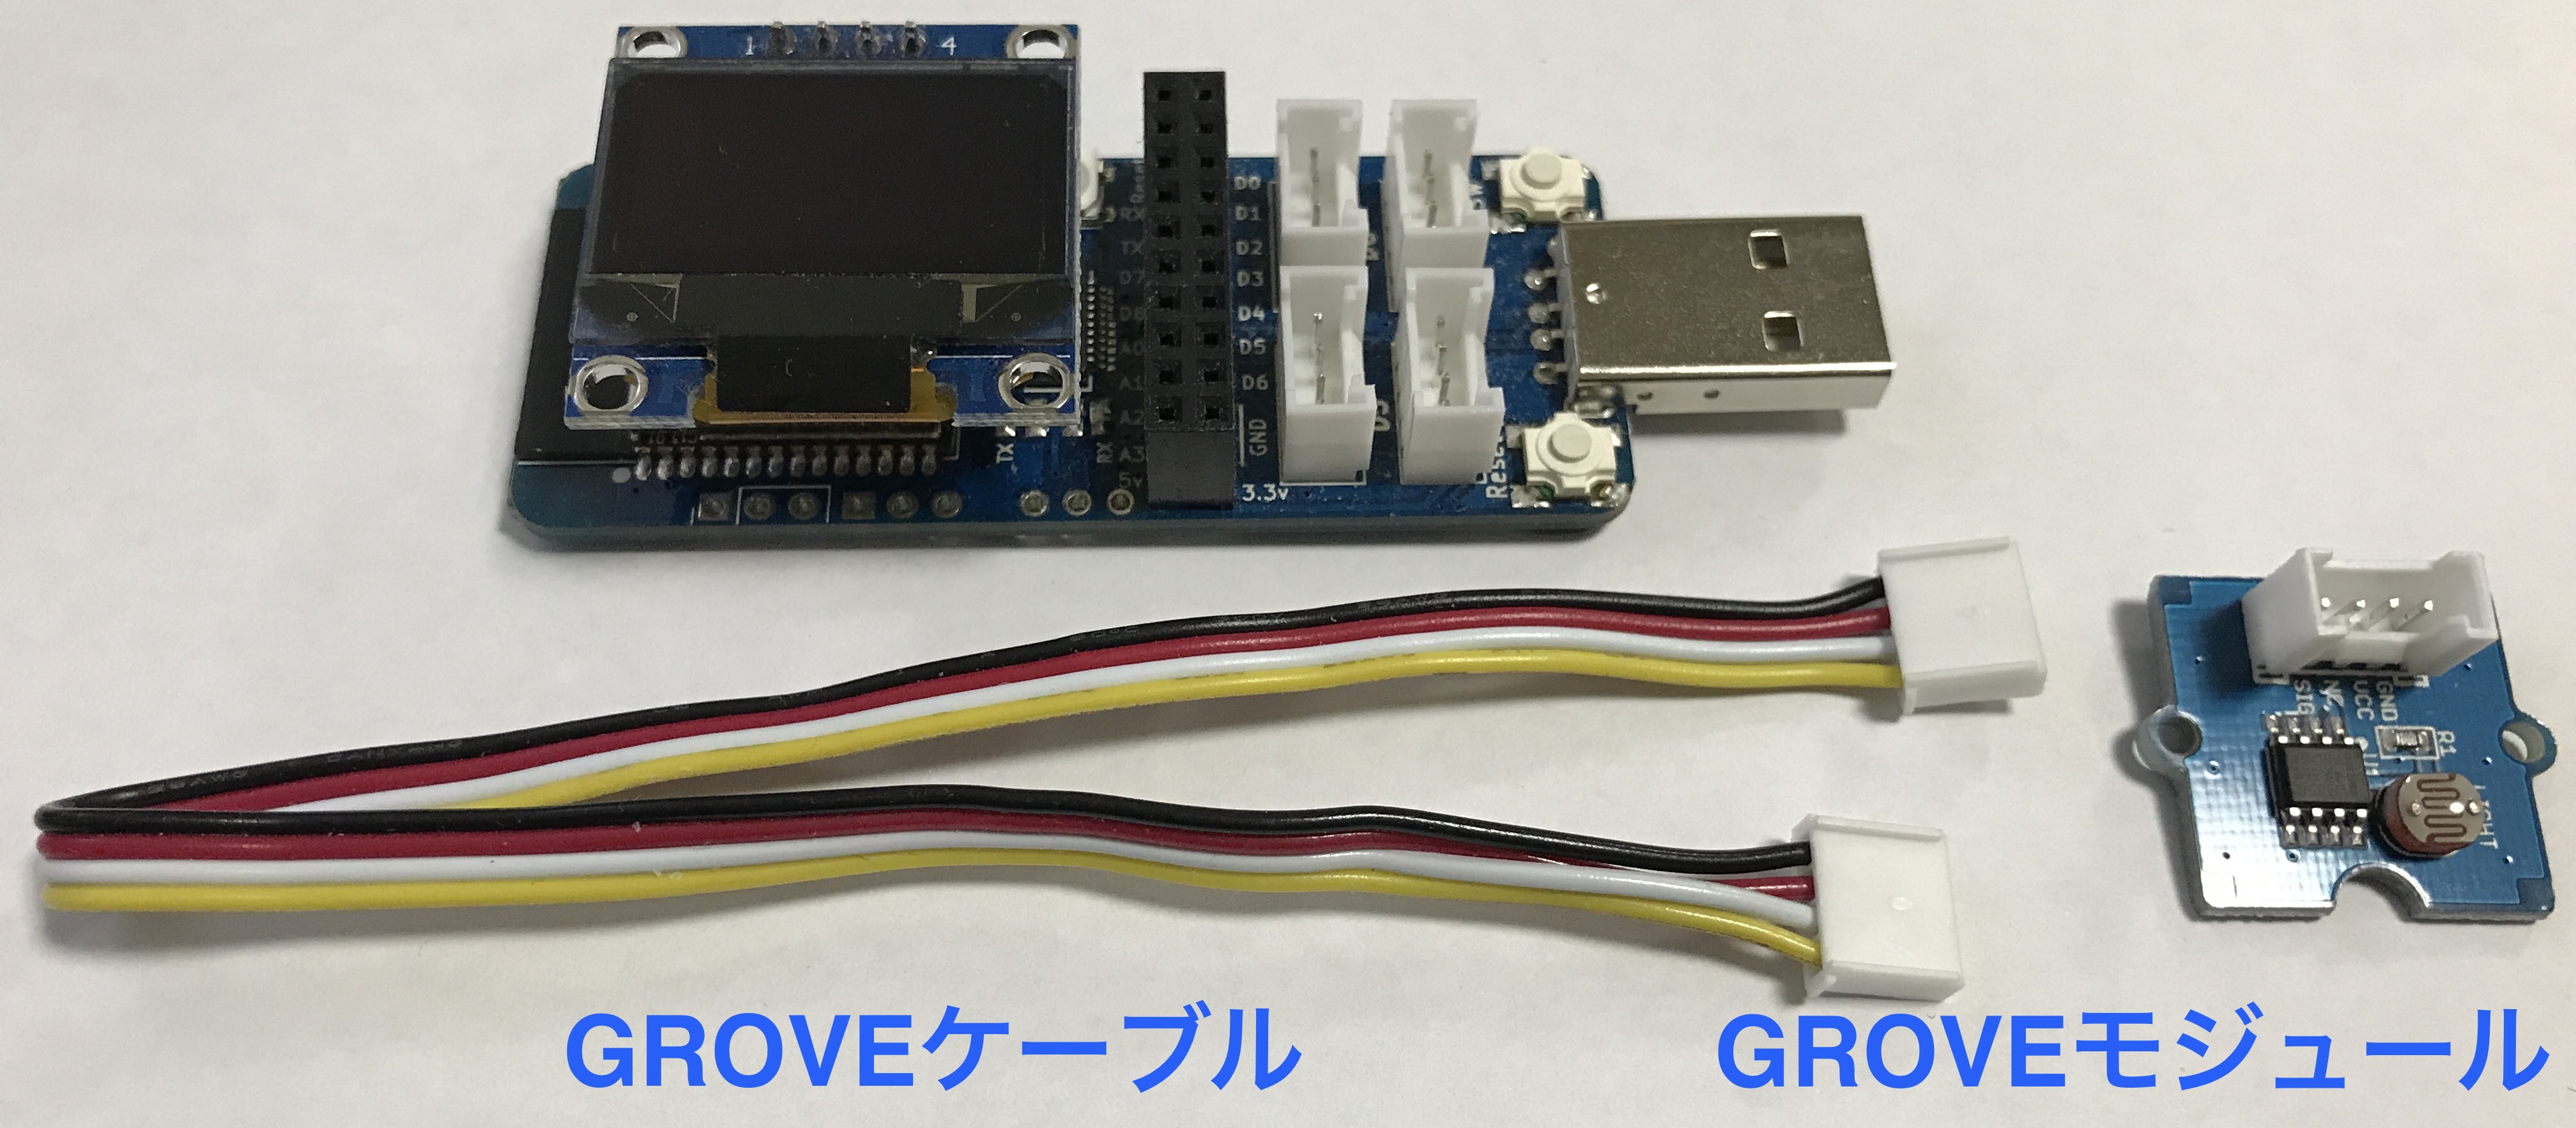 1 4
D0
RX D1
TX D2
D7 D3
D8 D4
A0 D5
A1 D6
A2
GND
A3
5v
3.3v
TX
RX
Reset
SIG
NC
VCC
GND
R1
U1
LIGHT
GROVEケーブル
GROVEモジュール